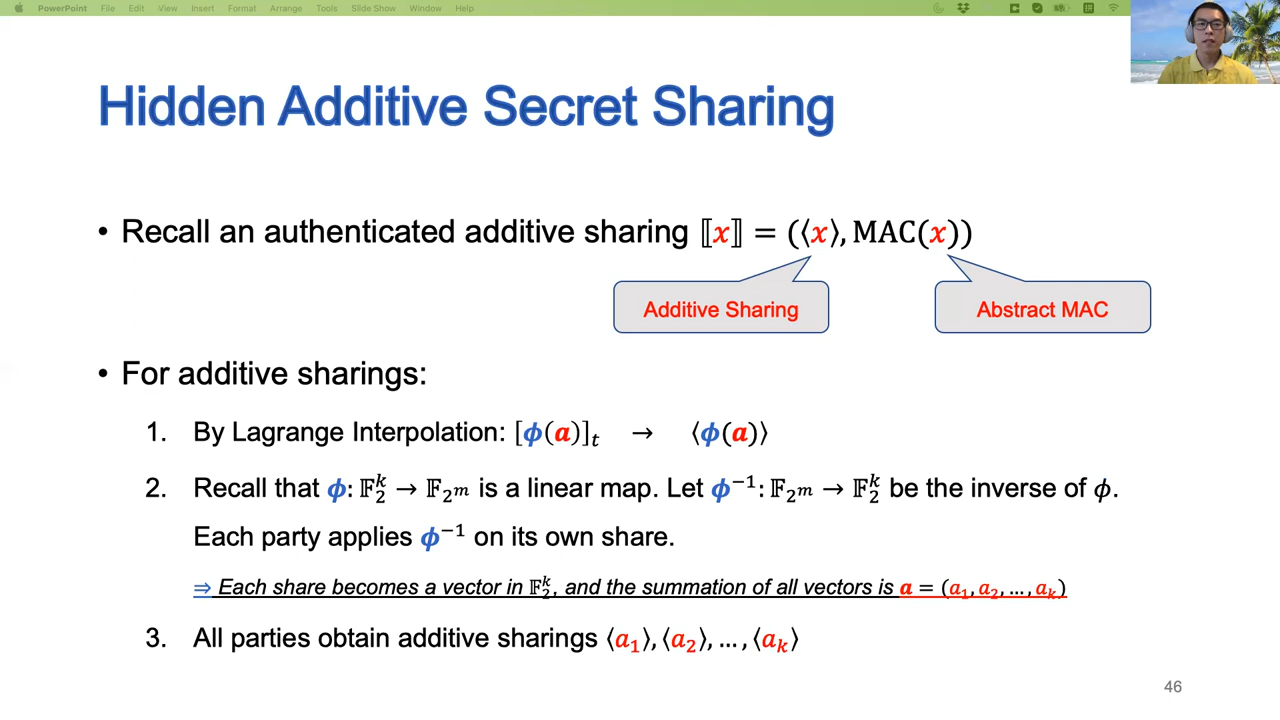 PowerPoint File Edit View Insert Format Arrange Tools Slide Show Window Help
Hidden Additive Secret Sharing
• Recall an authenticated additive sharing ⟦x⟧ = (⟨x⟩, MAC(x))
Additive Sharing
Abstract MAC
• For additive sharings:
1. By Lagrange Interpolation: [ϕ(a)]ₜ → ⟨ϕ(a)⟩
2. Recall that ϕ: 𝔽₂ᵏ → 𝔽₂ᵐ is a linear map. Let ϕ⁻¹: 𝔽₂ᵐ → 𝔽₂ᵏ be the inverse of ϕ.
Each party applies ϕ⁻¹ on its own share.
⇒ Each share becomes a vector in 𝔽₂ᵏ, and the summation of all vectors is a = (a₁, a₂, … , aₖ)
3. All parties obtain additive sharings ⟨a₁⟩, ⟨a₂⟩, … , ⟨aₖ⟩
46